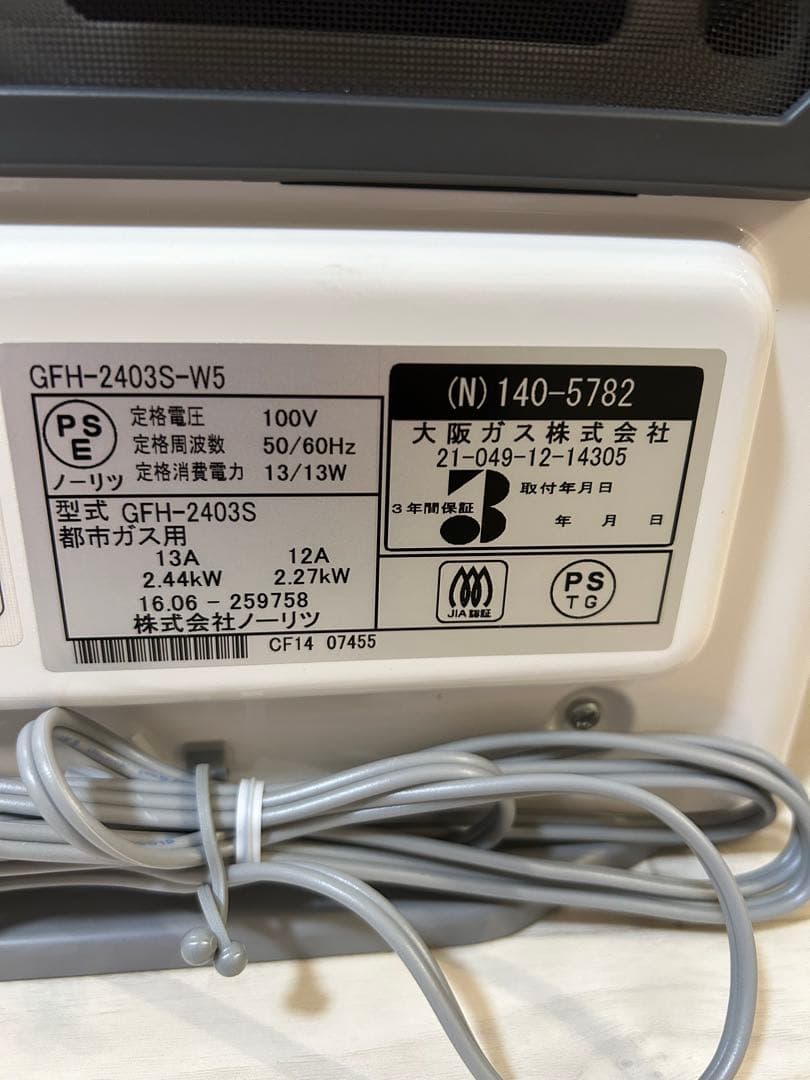 GFH-2403S-W5
PS
E
ノーリツ
定格電圧 100V
定格周波数 50/60Hz
定格消費電力 13/13W
型式 GFH-2403S
都市ガス用
13A 12A
2.44kW 2.27kW
16.06-259758
株式会社ノーリツ
CF14 07455
(N) 140-5782
大阪ガス株式会社
21-049-12-14305
3年間保証
3
取付年月日
年 月 日
JIA認証
PS
TG